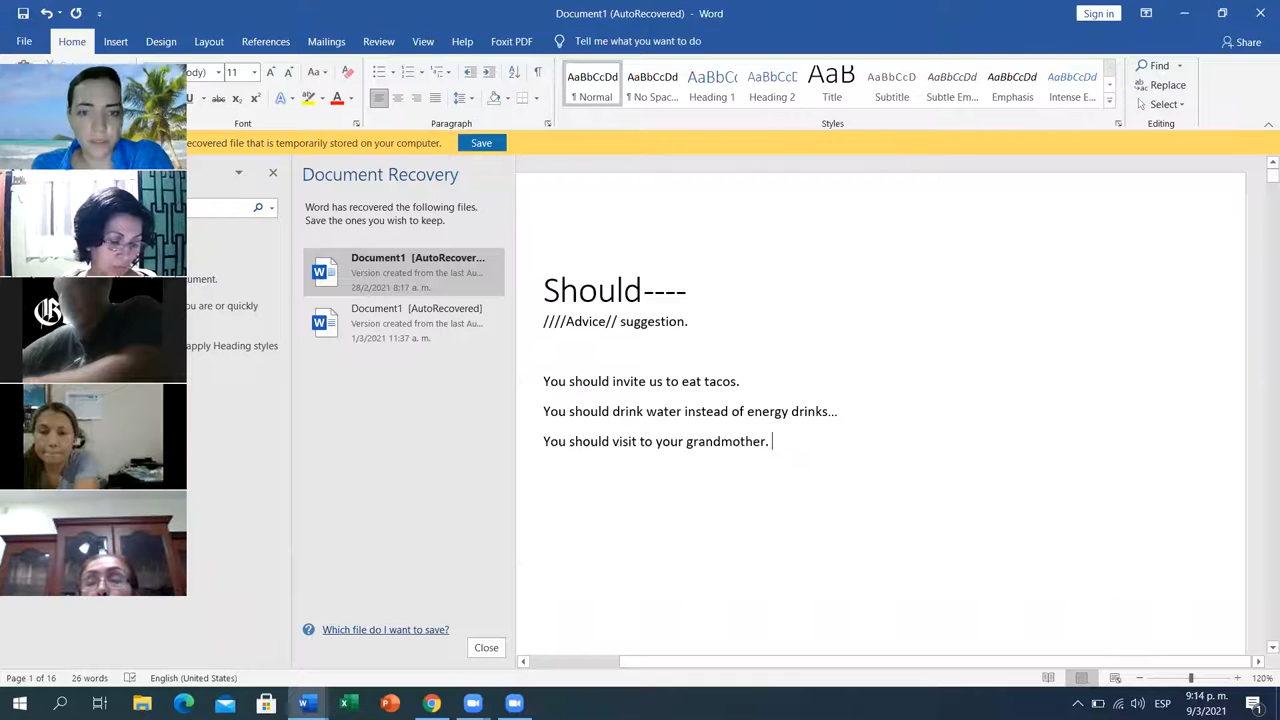 Document1 (AutoRecovered) - Word
Sign in
File Home Insert Design Layout References Mailings Review View Help Foxit PDF Tell me what you want to do Share
11 Aa
AaBbCcDd AaBbCcDd AaBbCc AaBbCcD AaB AaBbCcD AaBbCcDd AaBbCcDd AaBbCcDd
¶ Normal ¶ No Spac... Heading 1 Heading 2 Title Subtitle Subtle Em... Emphasis Intense E...
Find
Replace
Select
Font Paragraph Styles Editing
ecovered file that is temporarily stored on your computer. Save
Document Recovery
Word has recovered the following files.
Save the ones you wish to keep.
Document1 [AutoRecover...
Version created from the last Au...
28/2/2021 8:17 a. m.
Document1 [AutoRecovered]
Version created from the last Au...
1/3/2021 11:37 a. m.
ument.
you are or quickly
apply Heading styles
Which file do I want to save?
Close
Should----
////Advice// suggestion.
You should invite us to eat tacos.
You should drink water instead of energy drinks...
You should visit to your grandmother.
Page 1 of 16 26 words English (United States) 120%
ESP
9:14 p. m.
9/3/2021